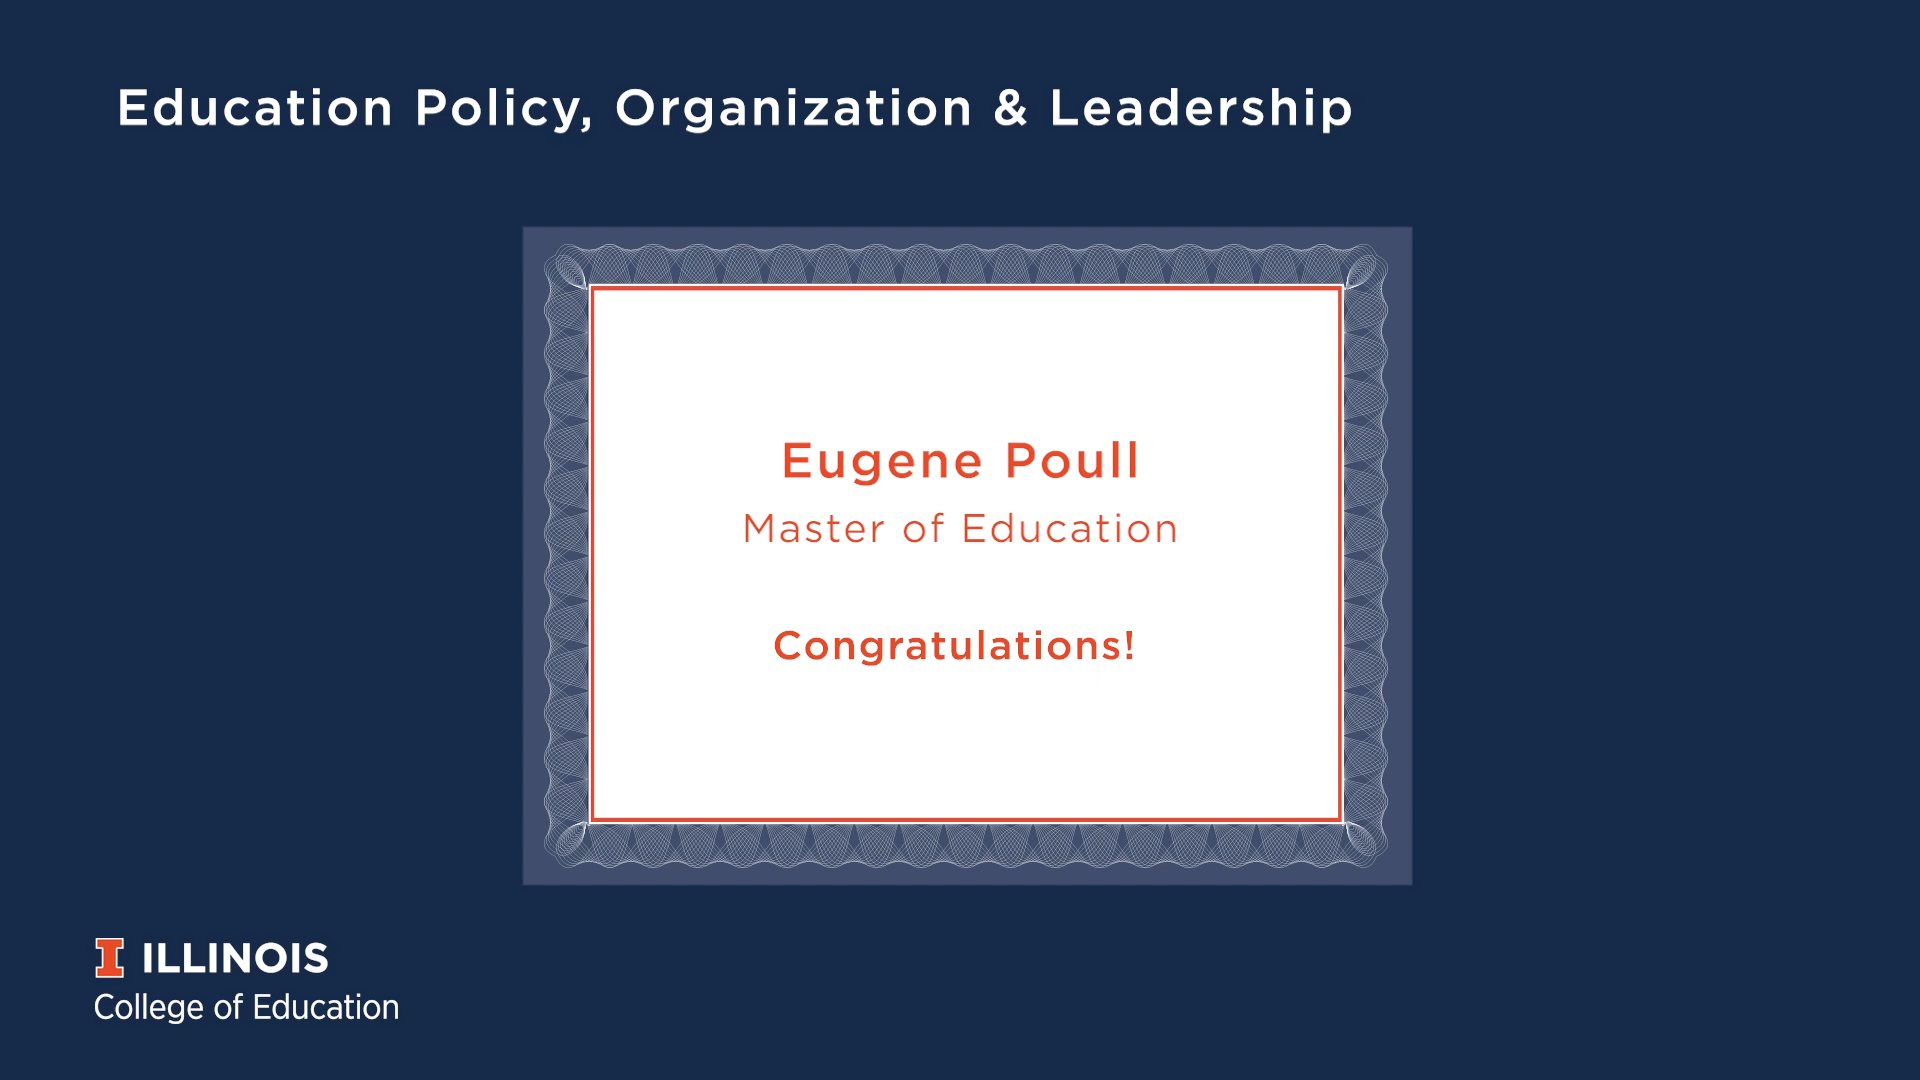 Education Policy, Organization & Leadership
Eugene Poull
Master of Education
Congratulations!
I ILLINOIS
College of Education